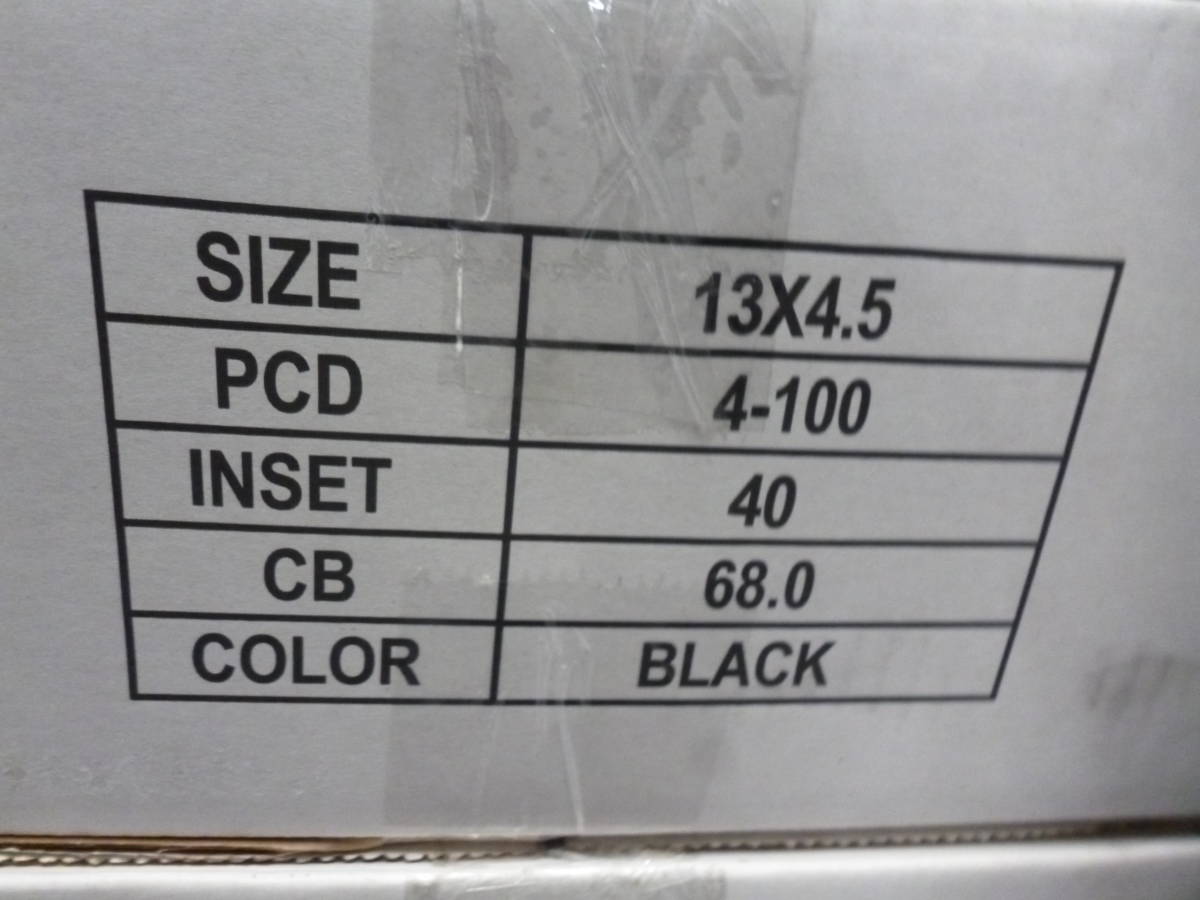 SIZE 13X4.5
PCD 4-100
INSET 40
CB 68.0
COLOR BLACK